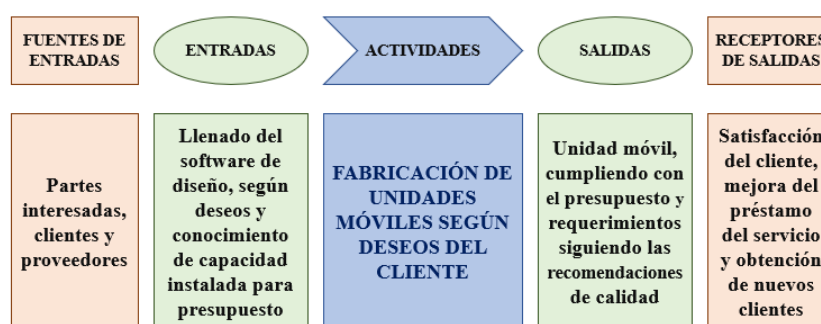 FUENTES DE
ENTRADAS
ENTRADAS
ACTIVIDADES
SALIDAS
RECEPTORES
DE SALIDAS
Partes
interesadas,
clientes y
proveedores
Llenado del
software de
diseño, según
deseos y
conocimiento
de capacidad
instalada para
presupuesto
FABRICACIÓN DE
UNIDADES
MÓVILES SEGÚN
DESEOS DEL
CLIENTE
Unidad móvil,
cumpliendo con
el presupuesto y
requerimientos
siguiendo las
recomendaciones
de calidad
Satisfacción
del cliente,
mejora del
préstamo
del servicio
y obtención
de nuevos
clientes